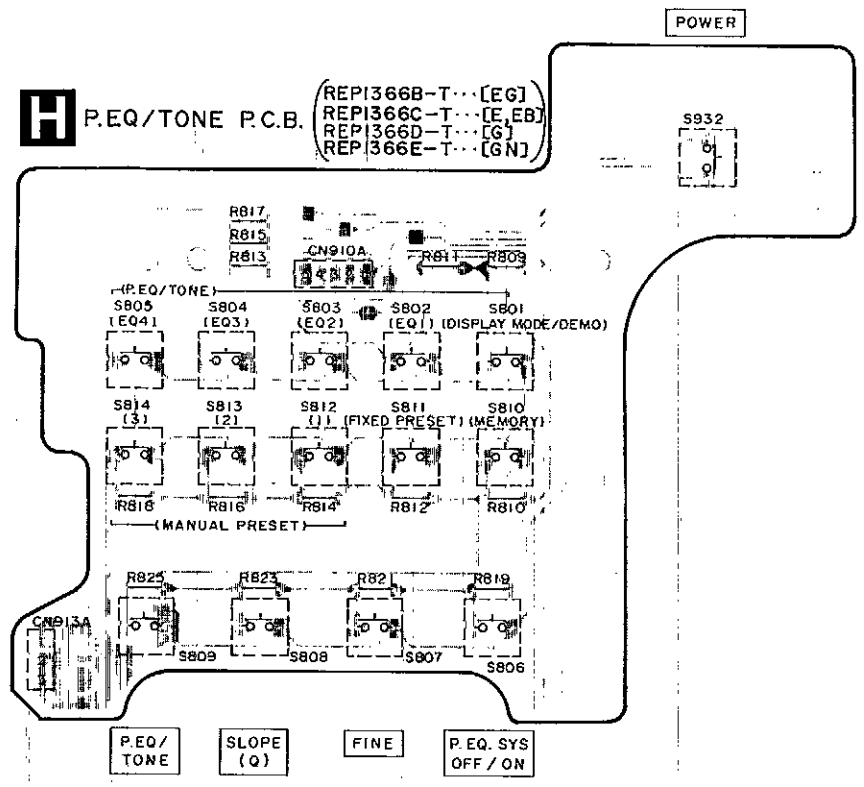 POWER
H P.EQ/TONE P.C.B.
REP1366B-T···[EG]
REP1366C-T···[E,EB]
REP1366D-T···[G]
REP1366E-T···[GN]
S932
R817
R815
R813
CN910A
R811 R809
(P.EQ/TONE)
S805 S804 S803 S802 S801
(EQ4) (EQ3) (EQ2) (EQ1) (DISPLAY MODE/DEMO)
S814 S813 S812 S811 S810
(3) (2) (1) (FIXED PRESET) (MEMORY)
R818 R816 R814 R812 R810
(MANUAL PRESET)
R825 R823 R821 R819
CN913A
S809 S808 S807 S806
P.EQ/
TONE
SLOPE
(Q)
FINE
P.EQ.SYS
OFF/ON